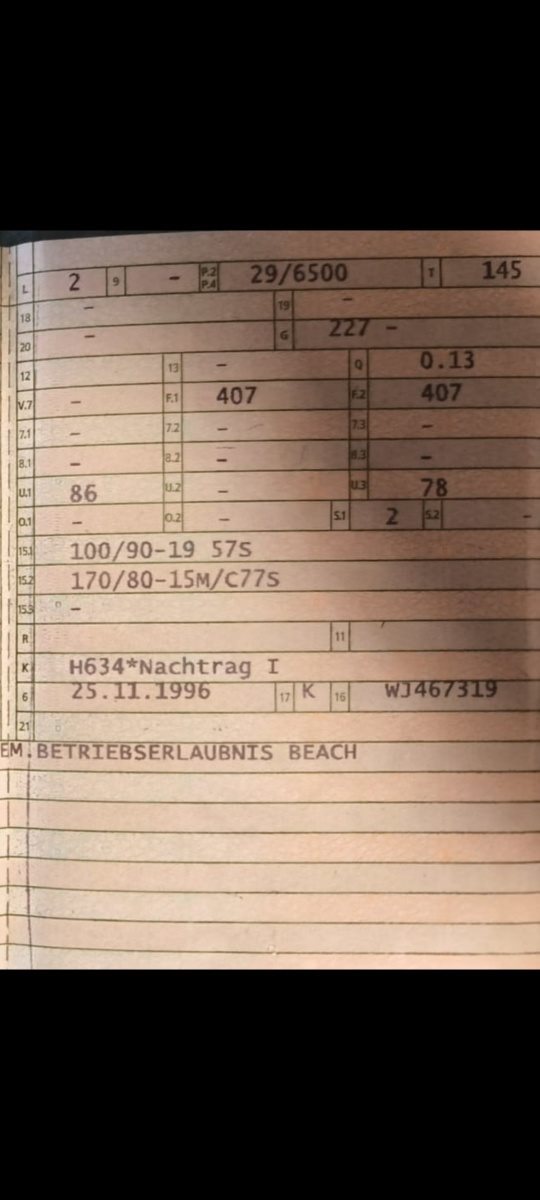 L 2 9 - P.2 P.4 29/6500 T 145
18 - 19 -
20 - G 227 -
12 13 - Q 0.13
V.7 - F.1 407 F.2 407
7.1 - 7.2 - 7.3 -
8.1 - 8.2 - 8.3 -
U.1 86 U.2 - U.3 78
O.1 - O.2 - S.1 2 S.2 -
15.1 100/90-19 57S
15.2 170/80-15M/C77S
15.3 -
R 11
K H634*Nachtrag I
6 25.11.1996 17 K 16 WJ467319
21
EM.BETRIEBSERLAUBNIS BEACH